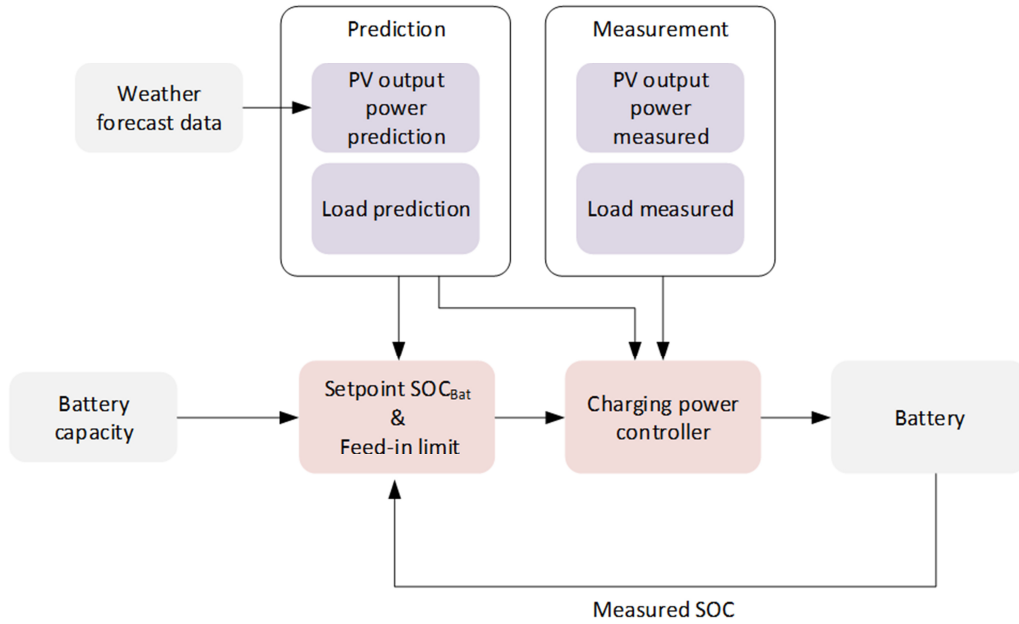 Prediction
Measurement
Weather
forecast data
PV output
power
prediction
PV output
power
measured
Load prediction
Load measured
Battery
capacity
Setpoint SOCBat
&
Feed-in limit
Charging power
controller
Battery
Measured SOC